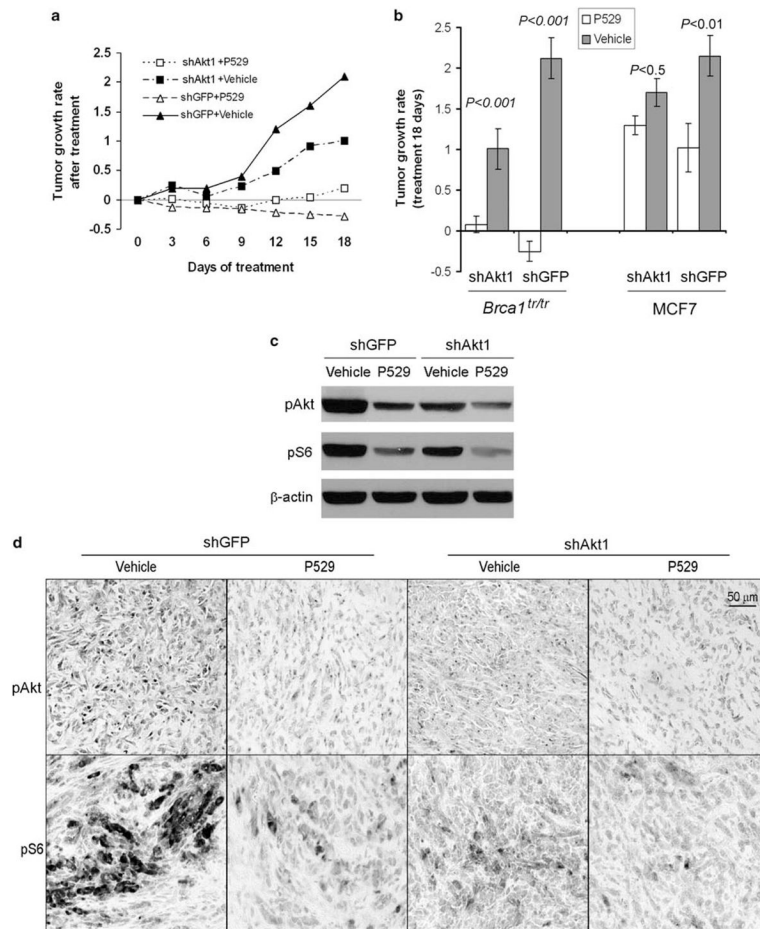 a
shAkt1+P529
shAkt1+Vehicle
shGFP+P529
shGFP+Vehicle
Tumor growth rate
after treatment
2.5
2
1.5
1
0.5
0
-0.5
0 3 6 9 12 15 18
Days of treatment
b
P529
Vehicle
P<0.001
P<0.001
P<0.5
P<0.01
Tumor growth rate
(treatment 18 days)
2.5
2
1.5
1
0.5
0
-0.5
shAkt1 shGFP shAkt1 shGFP
Brca1tr/tr MCF7
c
shGFP shAkt1
Vehicle P529 Vehicle P529
pAkt
pS6
β-actin
d
shGFP shAkt1
Vehicle P529 Vehicle P529
50 μm
pAkt
pS6